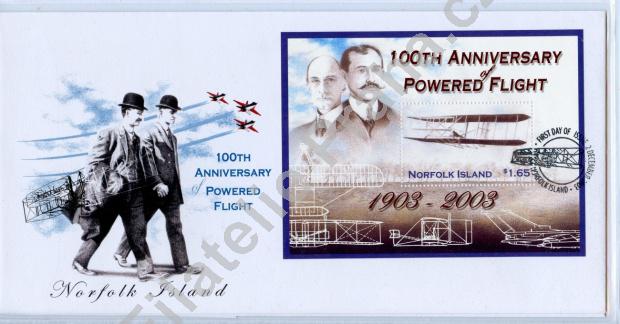 100TH
ANNIVERSARY
of POWERED
FLIGHT
Norfolk Island
100TH ANNIVERSARY
of
POWERED FLIGHT
NORFOLK ISLAND
$1.65
1903 - 2003
FIRST DAY OF ISSUE
NORFOLK ISLAND